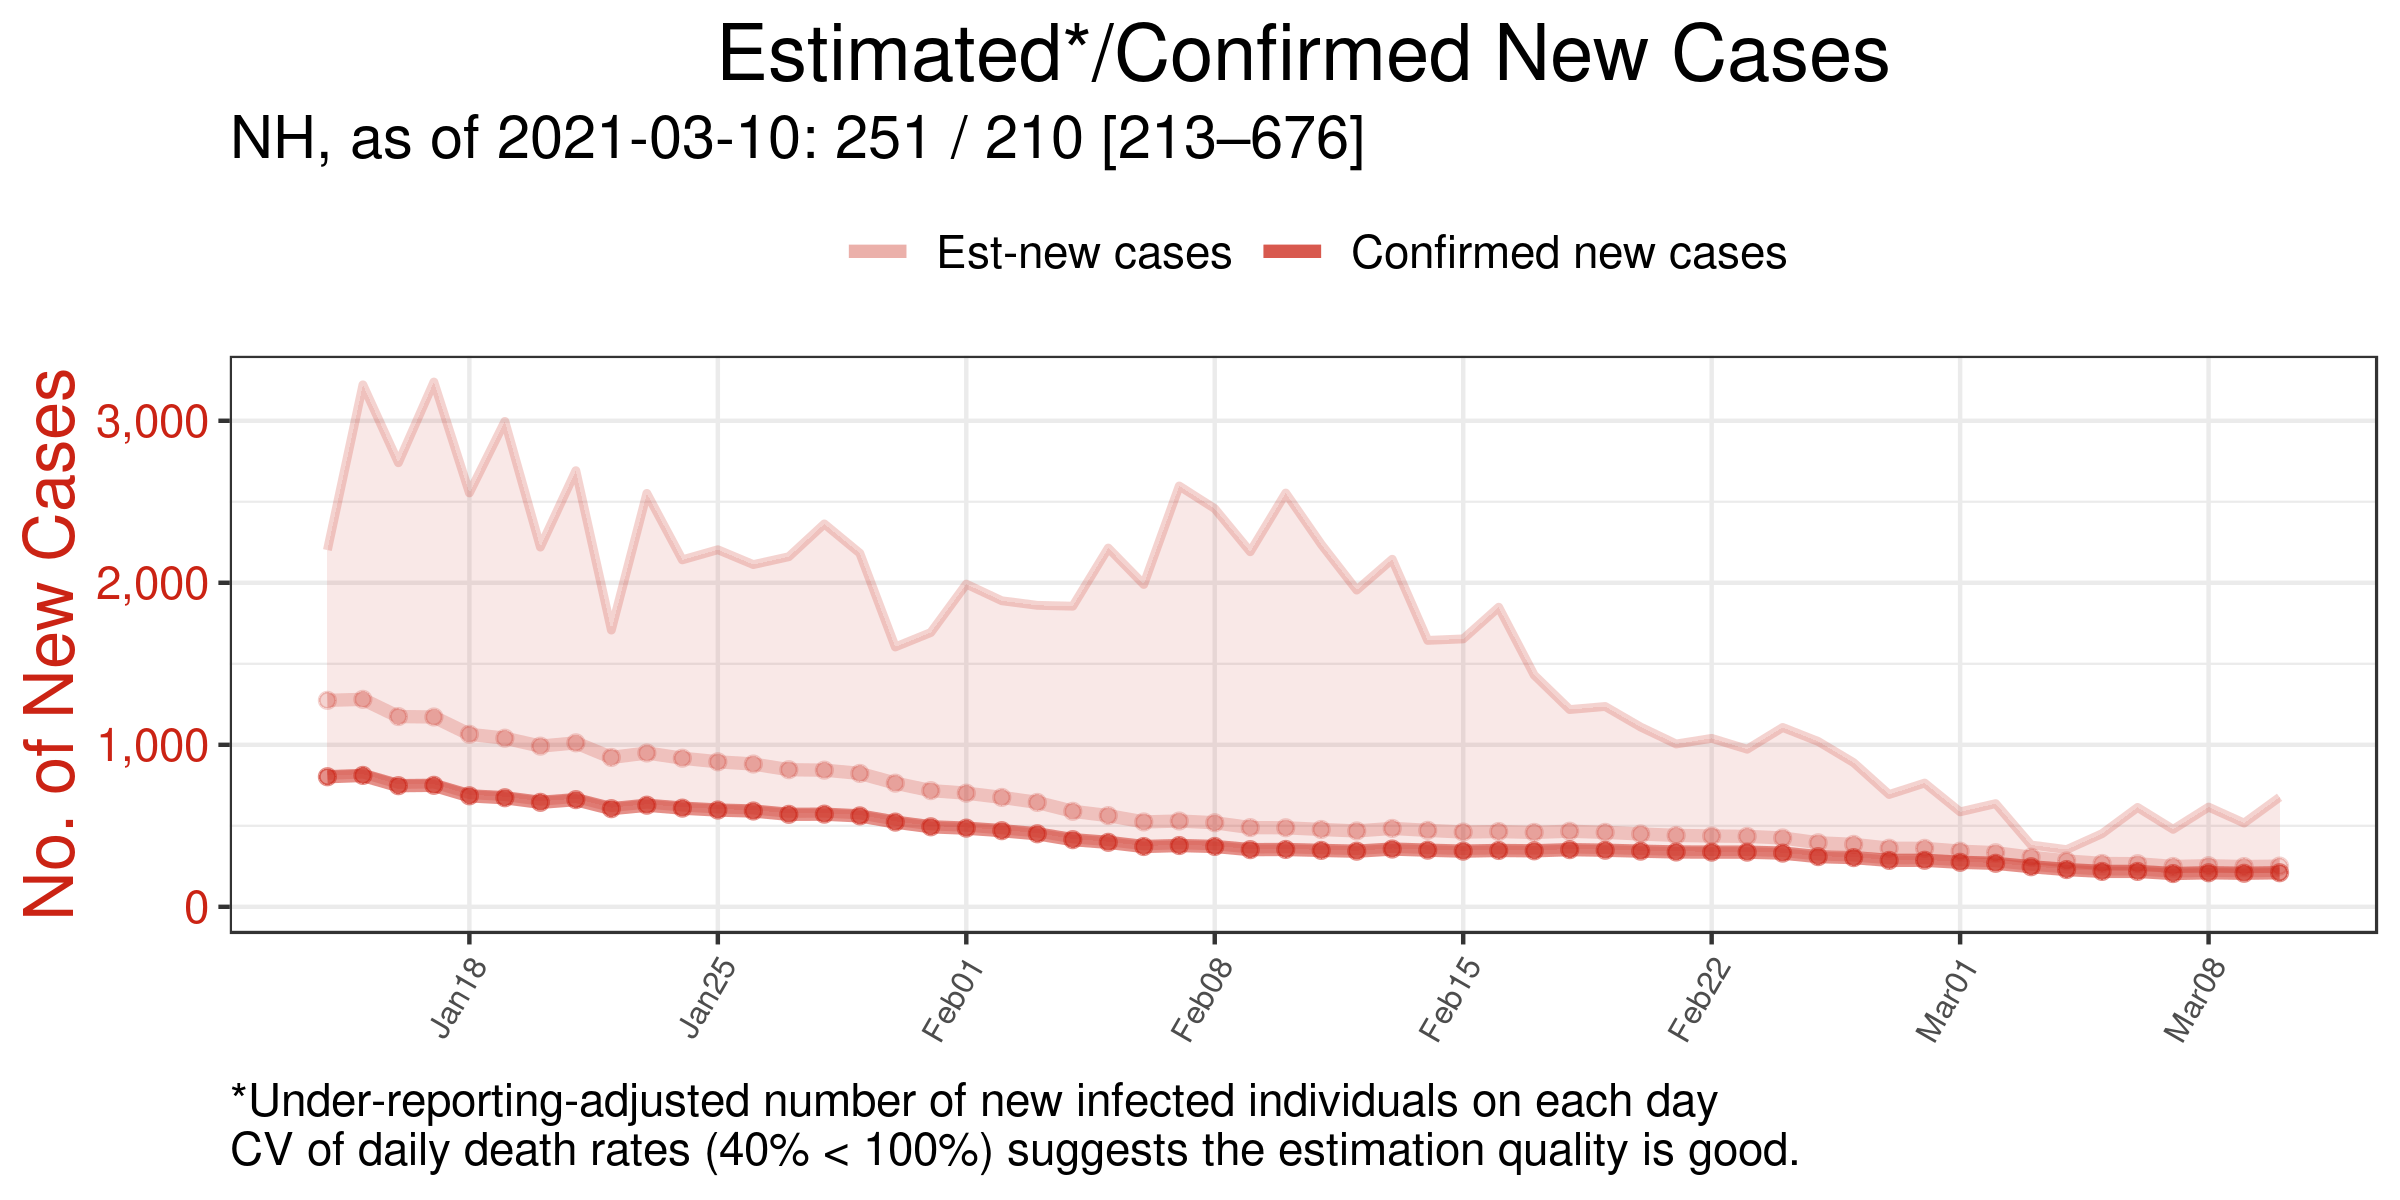 Estimated*/Confirmed New Cases
NH, as of 2021-03-10: 251 / 210 [213–676]
Est-new cases
Confirmed new cases
No. of New Cases
3,000
2,000
1,000
0
Jan18
Jan25
Feb01
Feb08
Feb15
Feb22
Mar01
Mar08
*Under-reporting-adjusted number of new infected individuals on each day
CV of daily death rates (40% < 100%) suggests the estimation quality is good.